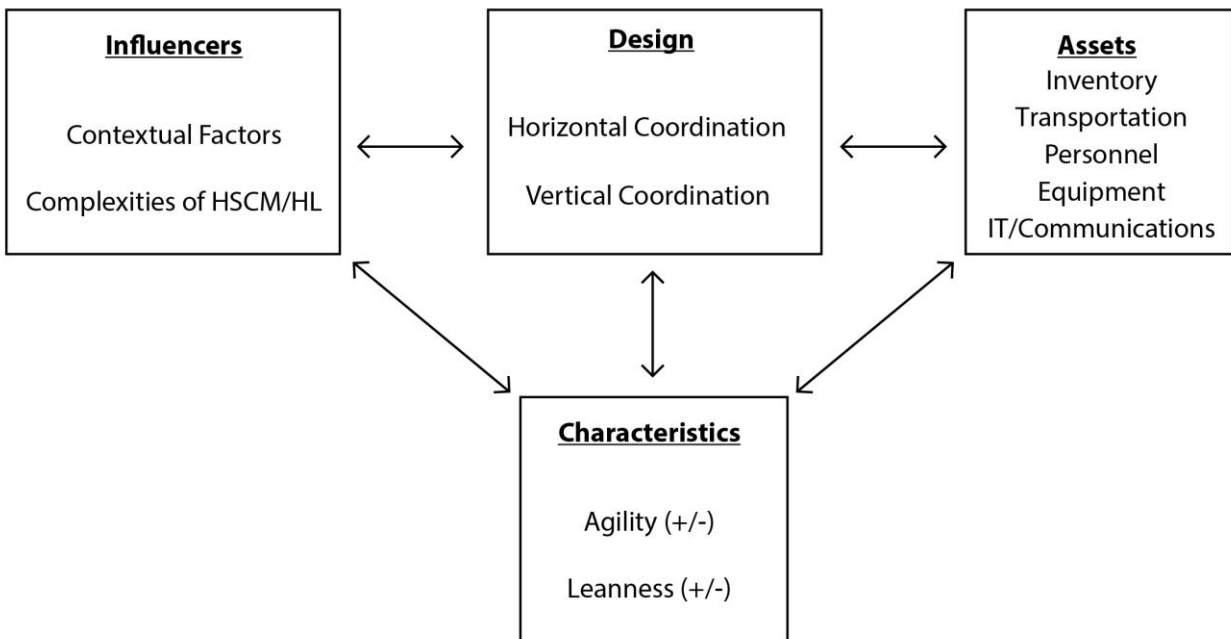 Influencers
Contextual Factors
Complexities of HSCM/HL
Design
Horizontal Coordination
Vertical Coordination
Assets
Inventory
Transportation
Personnel
Equipment
IT/Communications
Characteristics
Agility (+/-)
Leanness (+/-)